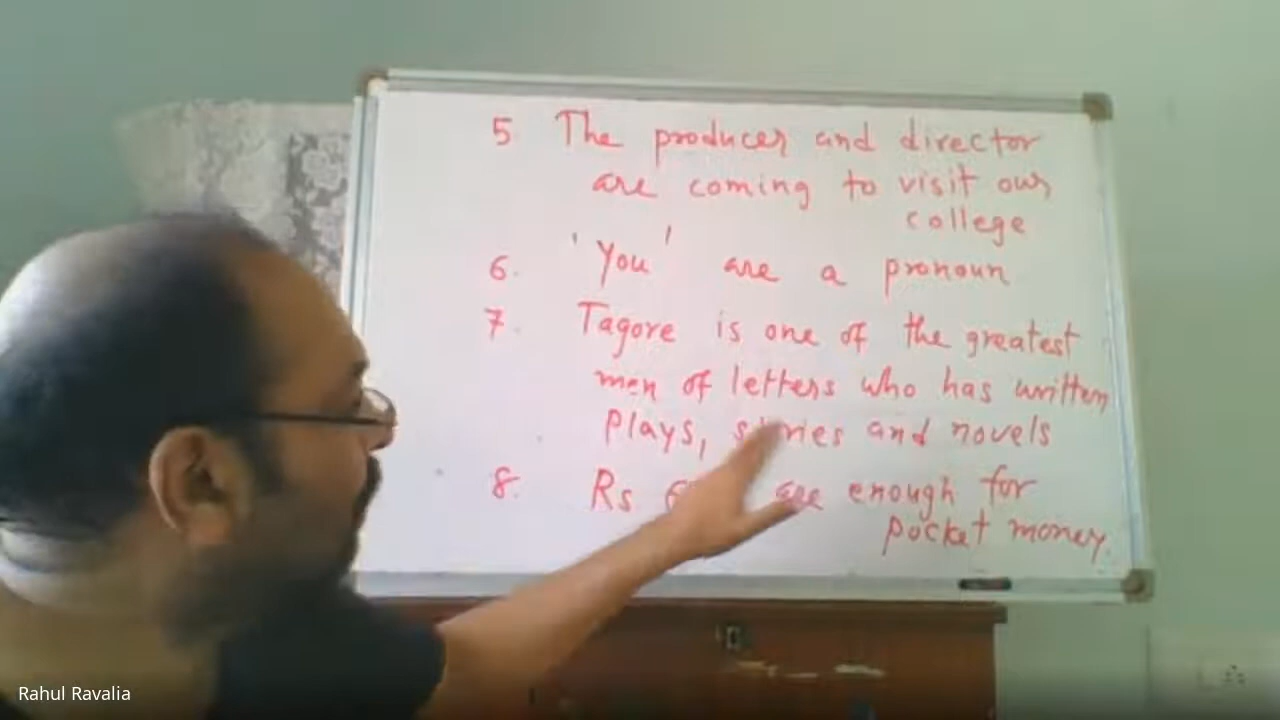 5 The producer and director
are coming to visit our
college
6. 'You' are a pronoun
7. Tagore is one of the greatest
men of letters who has written
plays, stories and novels
8. Rs are enough for
pocket money.
Rahul Ravalia